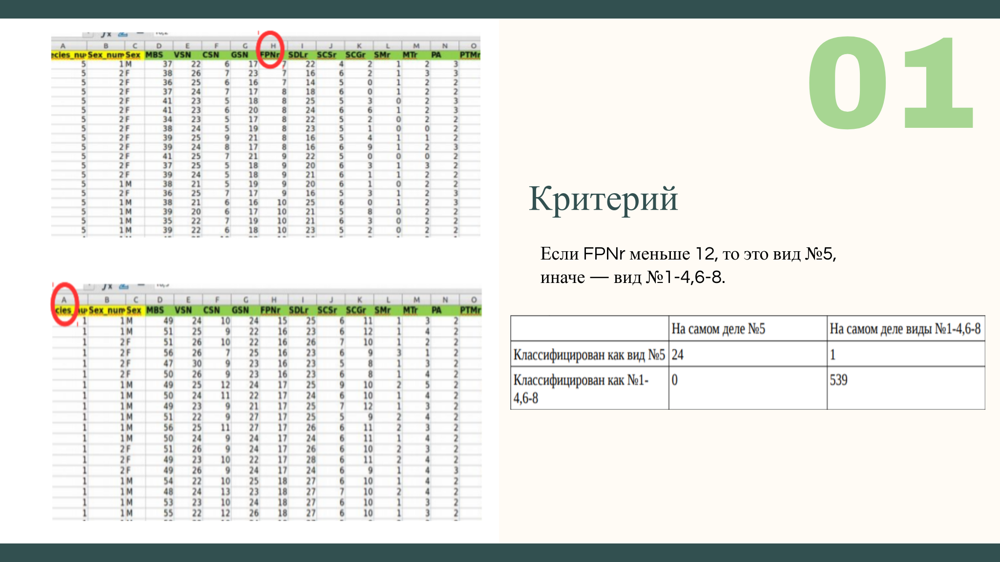 A B C D E F G H I J K L M N O
ecies_nu Sex_num Sex MBS VSN CSN GSN FPNr SDLr SCSr SCGr SMr MTr PA PTMr
5 1 M 37 22 6 17 7 22 4 2 1 2 3
5 2 F 38 26 7 23 7 16 6 2 1 3 3
5 2 F 36 25 6 16 7 14 5 0 1 2 2
5 2 F 37 24 7 17 8 18 6 0 1 2 2
5 2 F 41 23 5 18 8 25 5 3 0 2 3
5 2 F 41 23 6 20 8 24 6 6 1 2 3
5 2 F 34 23 5 17 8 22 5 2 0 2 2
5 2 F 38 24 5 19 8 23 5 1 0 0 2
5 2 F 39 25 9 21 8 16 5 4 1 1 2
5 2 F 39 24 8 17 8 16 6 9 1 2 3
5 2 F 41 25 7 21 9 22 5 0 0 0 2
5 2 F 37 25 5 18 9 20 6 3 1 3 2
5 2 F 39 24 5 18 9 21 6 1 1 2 2
5 1 M 38 21 5 19 9 20 6 1 0 2 2
5 2 F 36 25 7 17 9 16 5 3 1 2 2
5 1 M 38 21 6 16 10 25 6 0 1 2 3
5 1 M 39 20 6 17 10 21 5 8 0 2 2
5 1 M 35 22 7 19 10 21 6 3 0 2 2
5 1 M 39 22 6 18 10 23 5 2 0 2 2
A B C D E F G H I J K L M N O
cies_nu Sex_num Sex MBS VSN CSN GSN FPNr SDLr SCSr SCGr SMr MTr PA PTMr
1 1 M 49 24 10 24 15 25 6 11 1 3 2
1 1 M 51 25 9 22 16 23 6 12 1 4 2
1 2 F 51 26 10 22 16 26 7 10 1 2 2
1 2 F 56 26 7 25 16 23 6 9 3 1 2
1 2 F 47 30 9 23 16 23 5 8 1 3 2
1 2 F 50 26 9 23 16 23 6 8 1 4 2
1 1 M 49 25 12 24 17 25 9 10 2 5 2
1 1 M 50 24 11 22 17 24 6 10 1 4 2
1 1 M 49 23 9 21 17 25 7 12 1 3 2
1 1 M 51 22 9 27 17 25 5 9 2 4 2
1 1 M 56 25 11 27 17 26 6 11 2 3 2
1 1 M 50 24 9 24 17 24 6 11 1 4 2
1 2 F 51 26 9 24 17 26 6 10 2 3 2
1 2 F 49 23 10 22 17 28 6 11 2 4 2
1 2 F 49 26 9 24 17 24 6 9 1 4 3
1 1 M 54 22 10 25 18 27 6 10 1 4 2
1 1 M 48 24 13 23 18 27 7 10 2 4 2
1 1 M 53 23 10 24 18 27 6 10 1 3 2
1 1 M 55 22 12 26 18 27 6 10 1 3 2
01
Критерий
Если FPNr меньше 12, то это вид №5,
иначе — вид №1-4,6-8.
На самом деле №5 На самом деле виды №1-4,6-8
Классифицирован как вид №5 24 1
Классифицирован как №1- 0 539
4,6-8